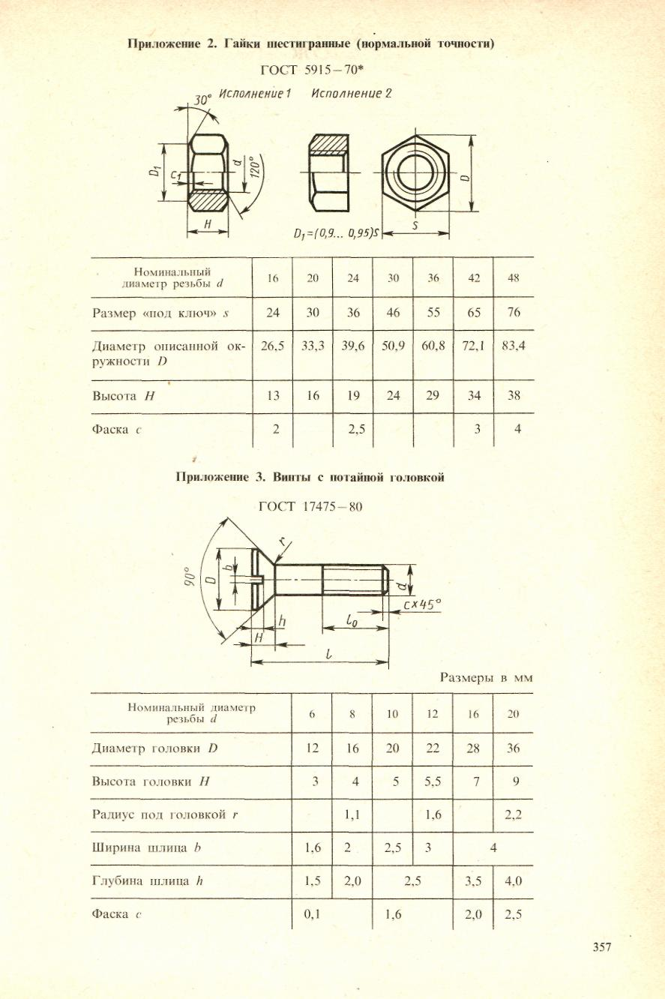 Приложение 2. Гайки шестигранные (нормальной точности)
ГОСТ 5915—70*
Исполнение 1 Исполнение 2
30°
D₁ c₁ d 120° D
H D₁=(0,9... 0,95)S S
Номинальный
диаметр резьбы d 16 20 24 30 36 42 48
Размер «под ключ» s 24 30 36 46 55 65 76
Диаметр описанной ок- 26,5 33,3 39,6 50,9 60,8 72,1 83,4
ружности D
Высота H 13 16 19 24 29 34 38
Фаска c 2 2,5 3 4
Приложение 3. Винты с потайной головкой
ГОСТ 17475—80
r
90° D b d
c×45°
h l₀
H
l
Размеры в мм
Номинальный диаметр
резьбы d 6 8 10 12 16 20
Диаметр головки D 12 16 20 22 28 36
Высота головки H 3 4 5 5,5 7 9
Радиус под головкой r 1,1 1,6 2,2
Ширина шлица b 1,6 2 2,5 3 4
Глубина шлица h 1,5 2,0 2,5 3,5 4,0
Фаска c 0,1 1,6 2,0 2,5
357